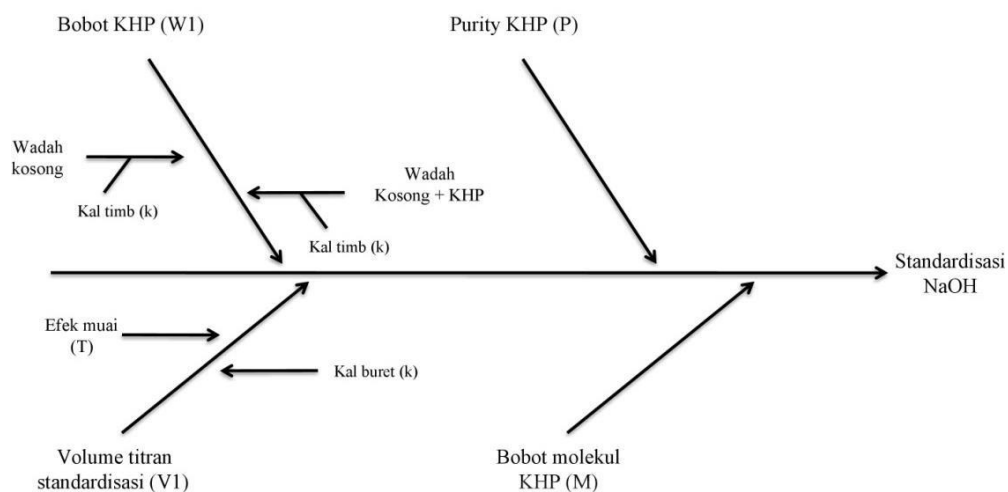 Bobot KHP (W1)
Purity KHP (P)
Wadah
kosong
Kal timb (k)
Wadah
Kosong + KHP
Kal timb (k)
Standardisasi
NaOH
Efek muai
(T)
Kal buret (k)
Volume titran
standardisasi (V1)
Bobot molekul
KHP (M)